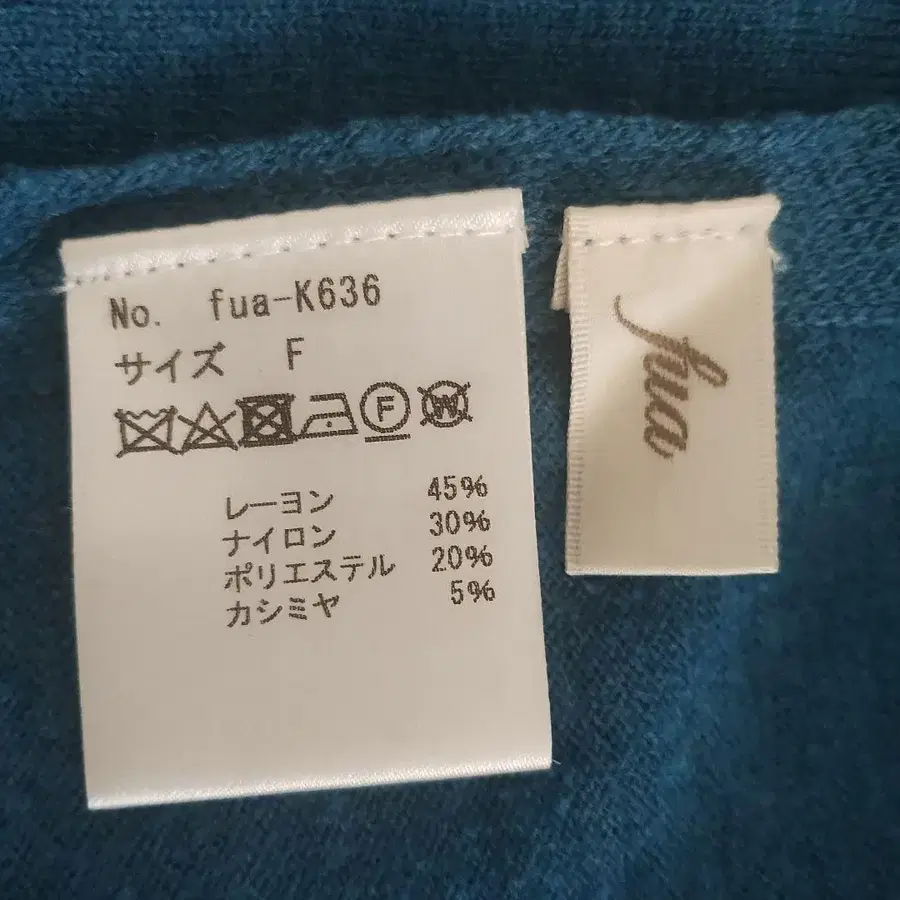 No. fua-K636
サイズ F
F W
レーヨン 45%
ナイロン 30%
ポリエステル 20%
カシミヤ 5%
fua